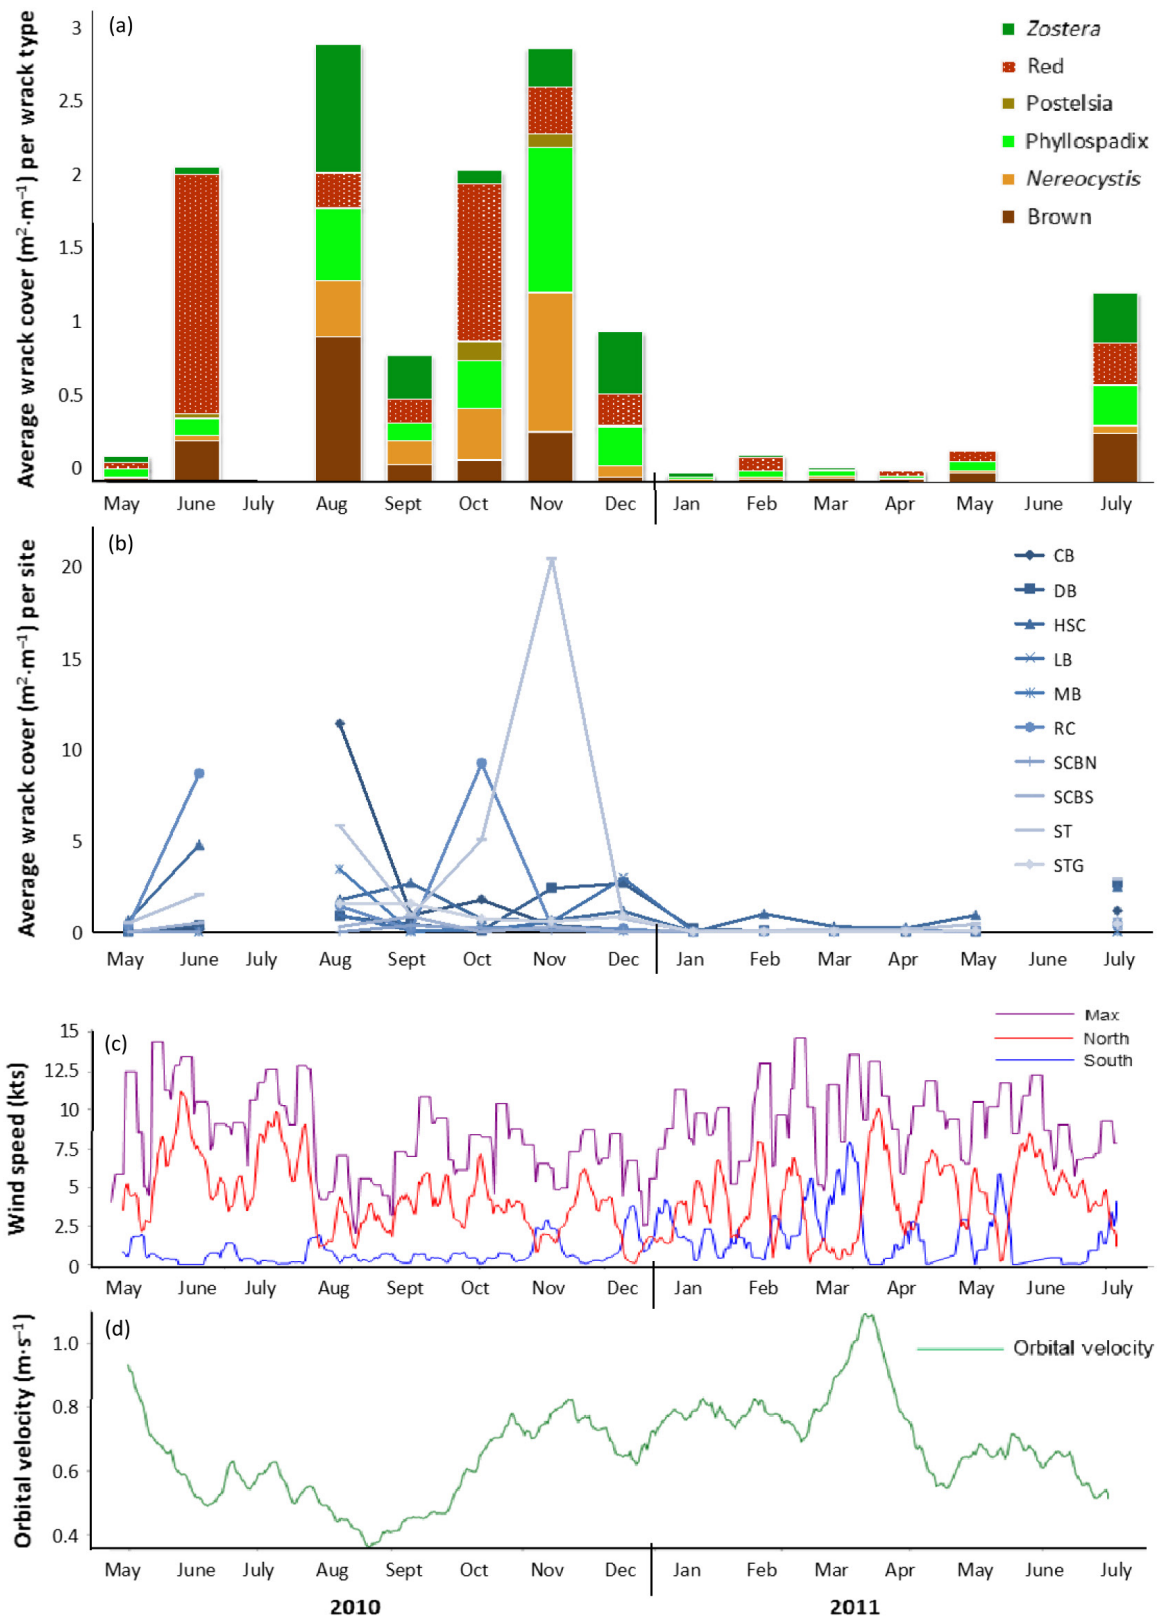 (a)
Average wrack cover (m²·m⁻¹) per wrack type
3
2.5
2
1.5
1
0.5
0
Zostera
Red
Postelsia
Phyllospadix
Nereocystis
Brown
May June July Aug Sept Oct Nov Dec Jan Feb Mar Apr May June July
(b)
Average wrack cover (m²·m⁻¹) per site
20
15
10
5
0
CB
DB
HSC
LB
MB
RC
SCBN
SCBS
ST
STG
May June July Aug Sept Oct Nov Dec Jan Feb Mar Apr May June July
(c)
Wind speed (kts)
15
12.5
10
7.5
5
2.5
0
Max
North
South
May June July Aug Sept Oct Nov Dec Jan Feb Mar Apr May June July
(d)
Orbital velocity (m·s⁻¹)
1.0
0.8
0.6
0.4
Orbital velocity
May June July Aug Sept Oct Nov Dec Jan Feb Mar Apr May June July
2010 2011